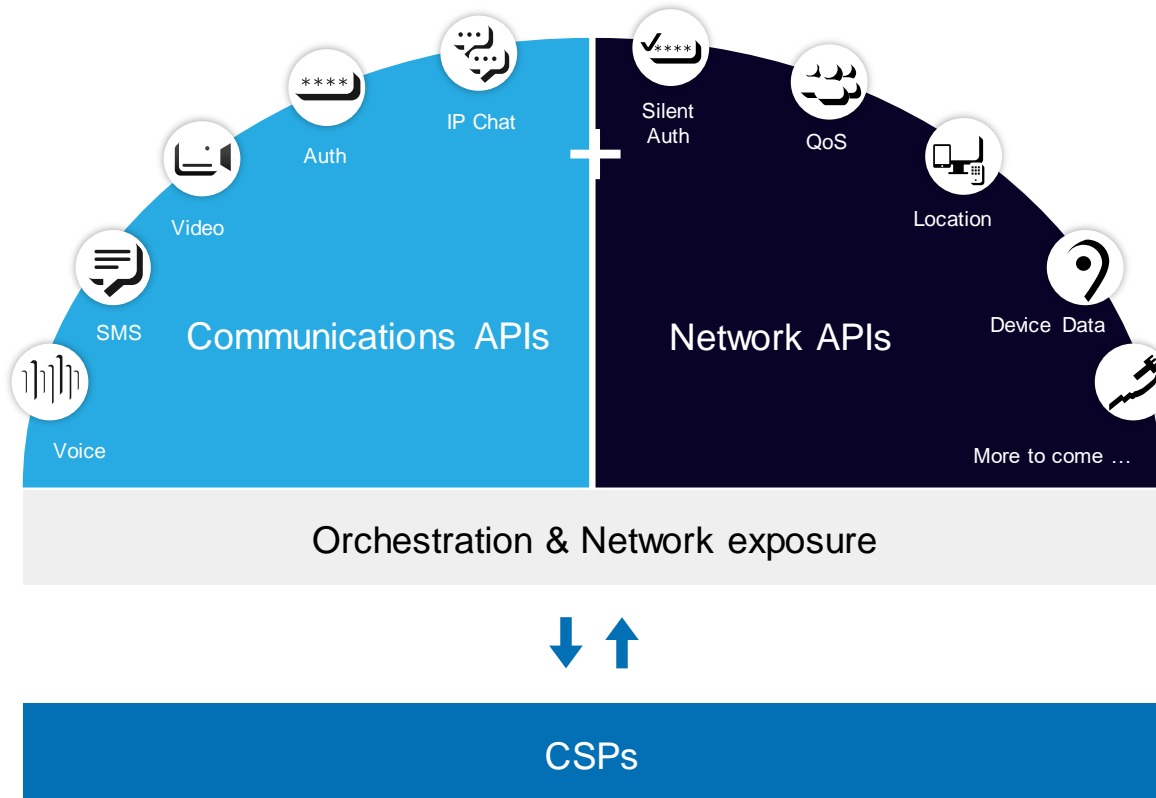 IP Chat
Silent
Auth
QoS
Auth
Location
Video
SMS
Communications APIs
Network APIs
Device Data
Voice
More to come ...
Orchestration & Network exposure
CSPs